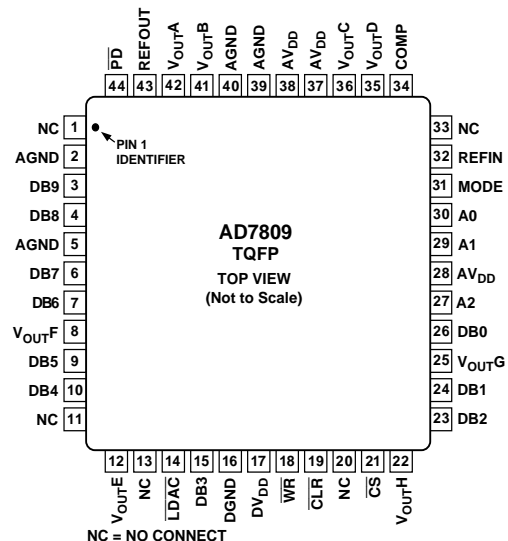 P̅D̅
REFOUT
VOUTA
VOUTB
AGND
AGND
AVDD
AVDD
VOUTC
VOUTD
COMP
44 43 42 41 40 39 38 37 36 35 34
NC 1
AGND 2
DB9 3
DB8 4
AGND 5
DB7 6
DB6 7
VOUTF 8
DB5 9
DB4 10
NC 11
PIN 1
IDENTIFIER
AD7809
TQFP
TOP VIEW
(Not to Scale)
33 NC
32 REFIN
31 MODE
30 A0
29 A1
28 AVDD
27 A2
26 DB0
25 VOUTG
24 DB1
23 DB2
12 13 14 15 16 17 18 19 20 21 22
VOUTE
NC
L̅D̅A̅C̅
DB3
DGND
DVDD
W̅R̅
C̅L̅R̅
NC
C̅S̅
VOUTH
NC = NO CONNECT